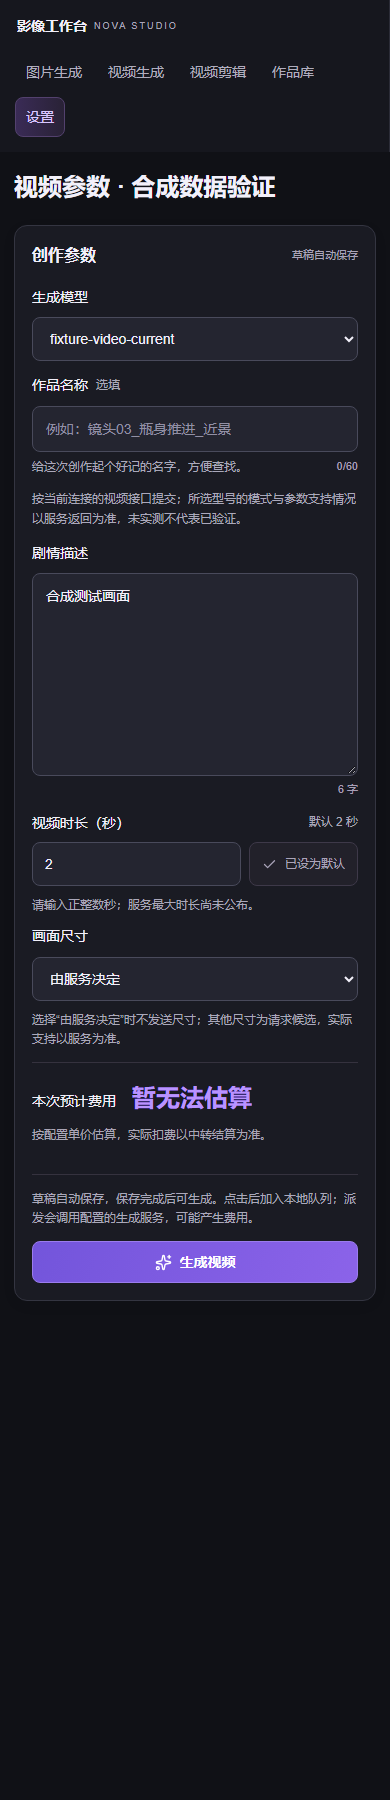 影像工作台 NOVA STUDIO
图片生成 视频生成 视频剪辑 作品库
设置
视频参数 · 合成数据验证
创作参数 草稿自动保存
生成模型
fixture-video-current
作品名称 选填
例如：镜头03_瓶身推进_近景
给这次创作起个好记的名字，方便查找。 0/60
按当前连接的视频接口提交；所选型号的模式与参数支持情况
以服务返回为准，未实测不代表已验证。
剧情描述
合成测试画面
6 字
视频时长（秒） 默认 2 秒
2 已设为默认
请输入正整数秒；服务最大时长尚未公布。
画面尺寸
由服务决定
选择“由服务决定”时不发送尺寸；其他尺寸为请求候选，实际
支持以服务为准。
本次预计费用 暂无法估算
按配置单价估算，实际扣费以中转结算为准。
草稿自动保存，保存完成后可生成。点击后加入本地队列；派
发会调用配置的生成服务，可能产生费用。
生成视频